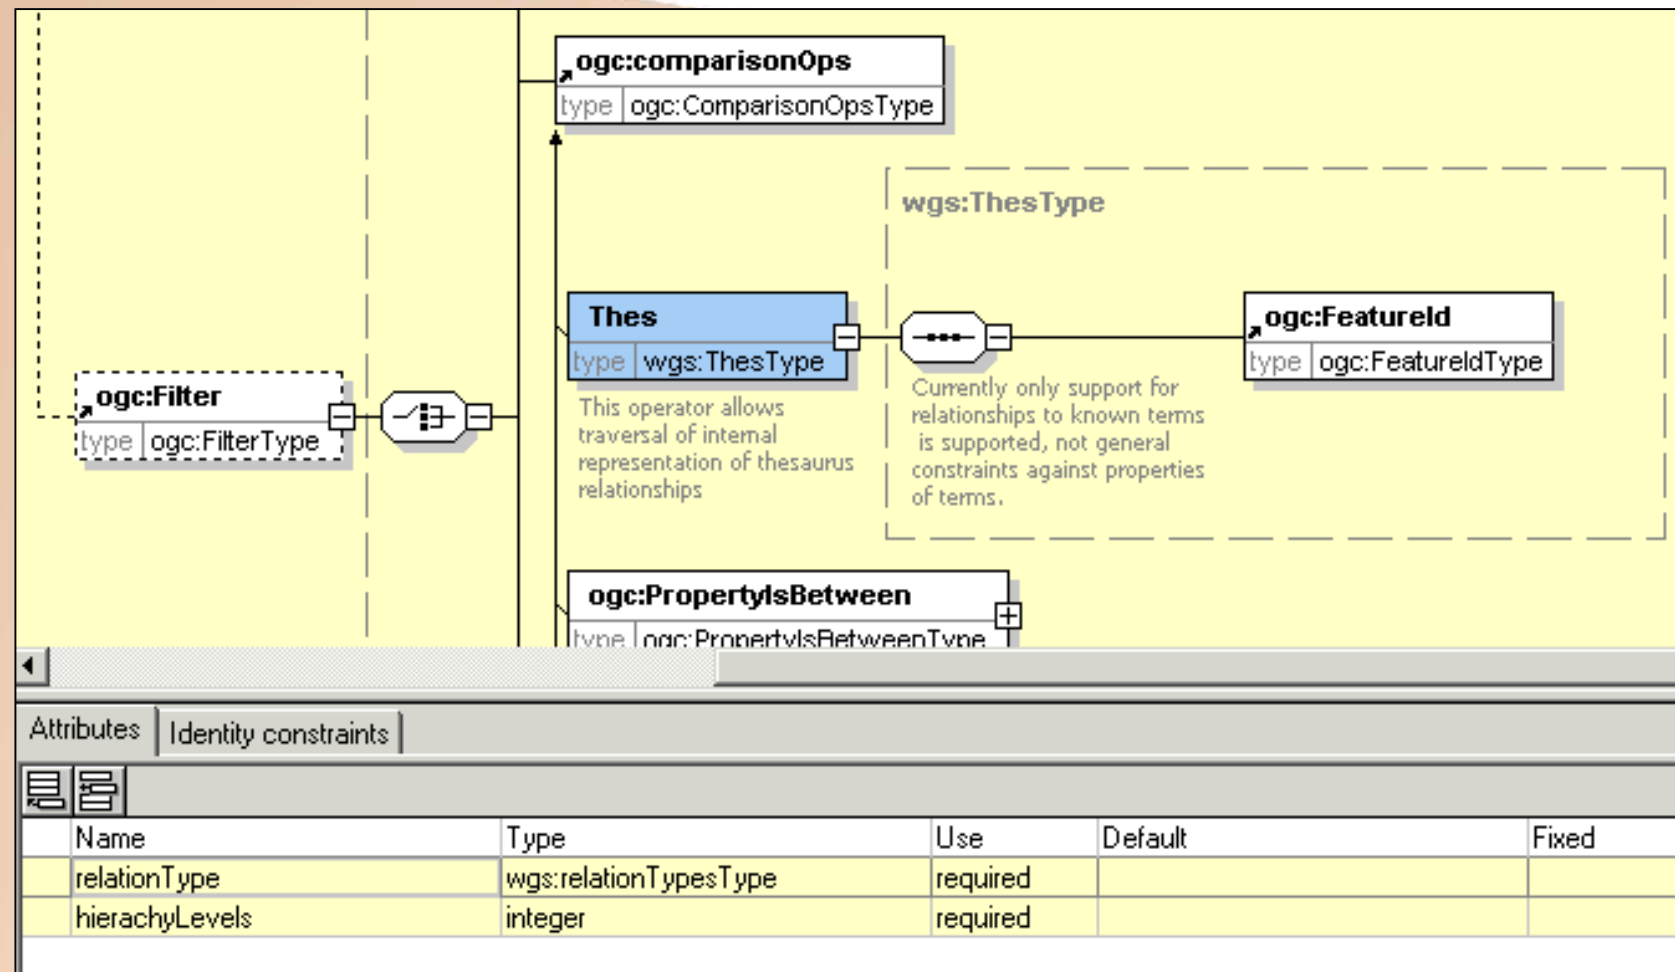 ogc:comparisonOps
type ogc:ComparisonOpsType
wgs:ThesType
Thes
type wgs:ThesType
This operator allows
traversal of internal
representation of thesaurus
relationships
Currently only support for
relationships to known terms
is supported, not general
constraints against properties
of terms.
ogc:FeatureId
type ogc:FeatureIdType
ogc:Filter
type ogc:FilterType
ogc:PropertyIsBetween
type ogc:PropertyIsBetweenType
Attributes Identity constraints
Name Type Use Default Fixed
relationType wgs:relationTypesType required
hierachyLevels integer required